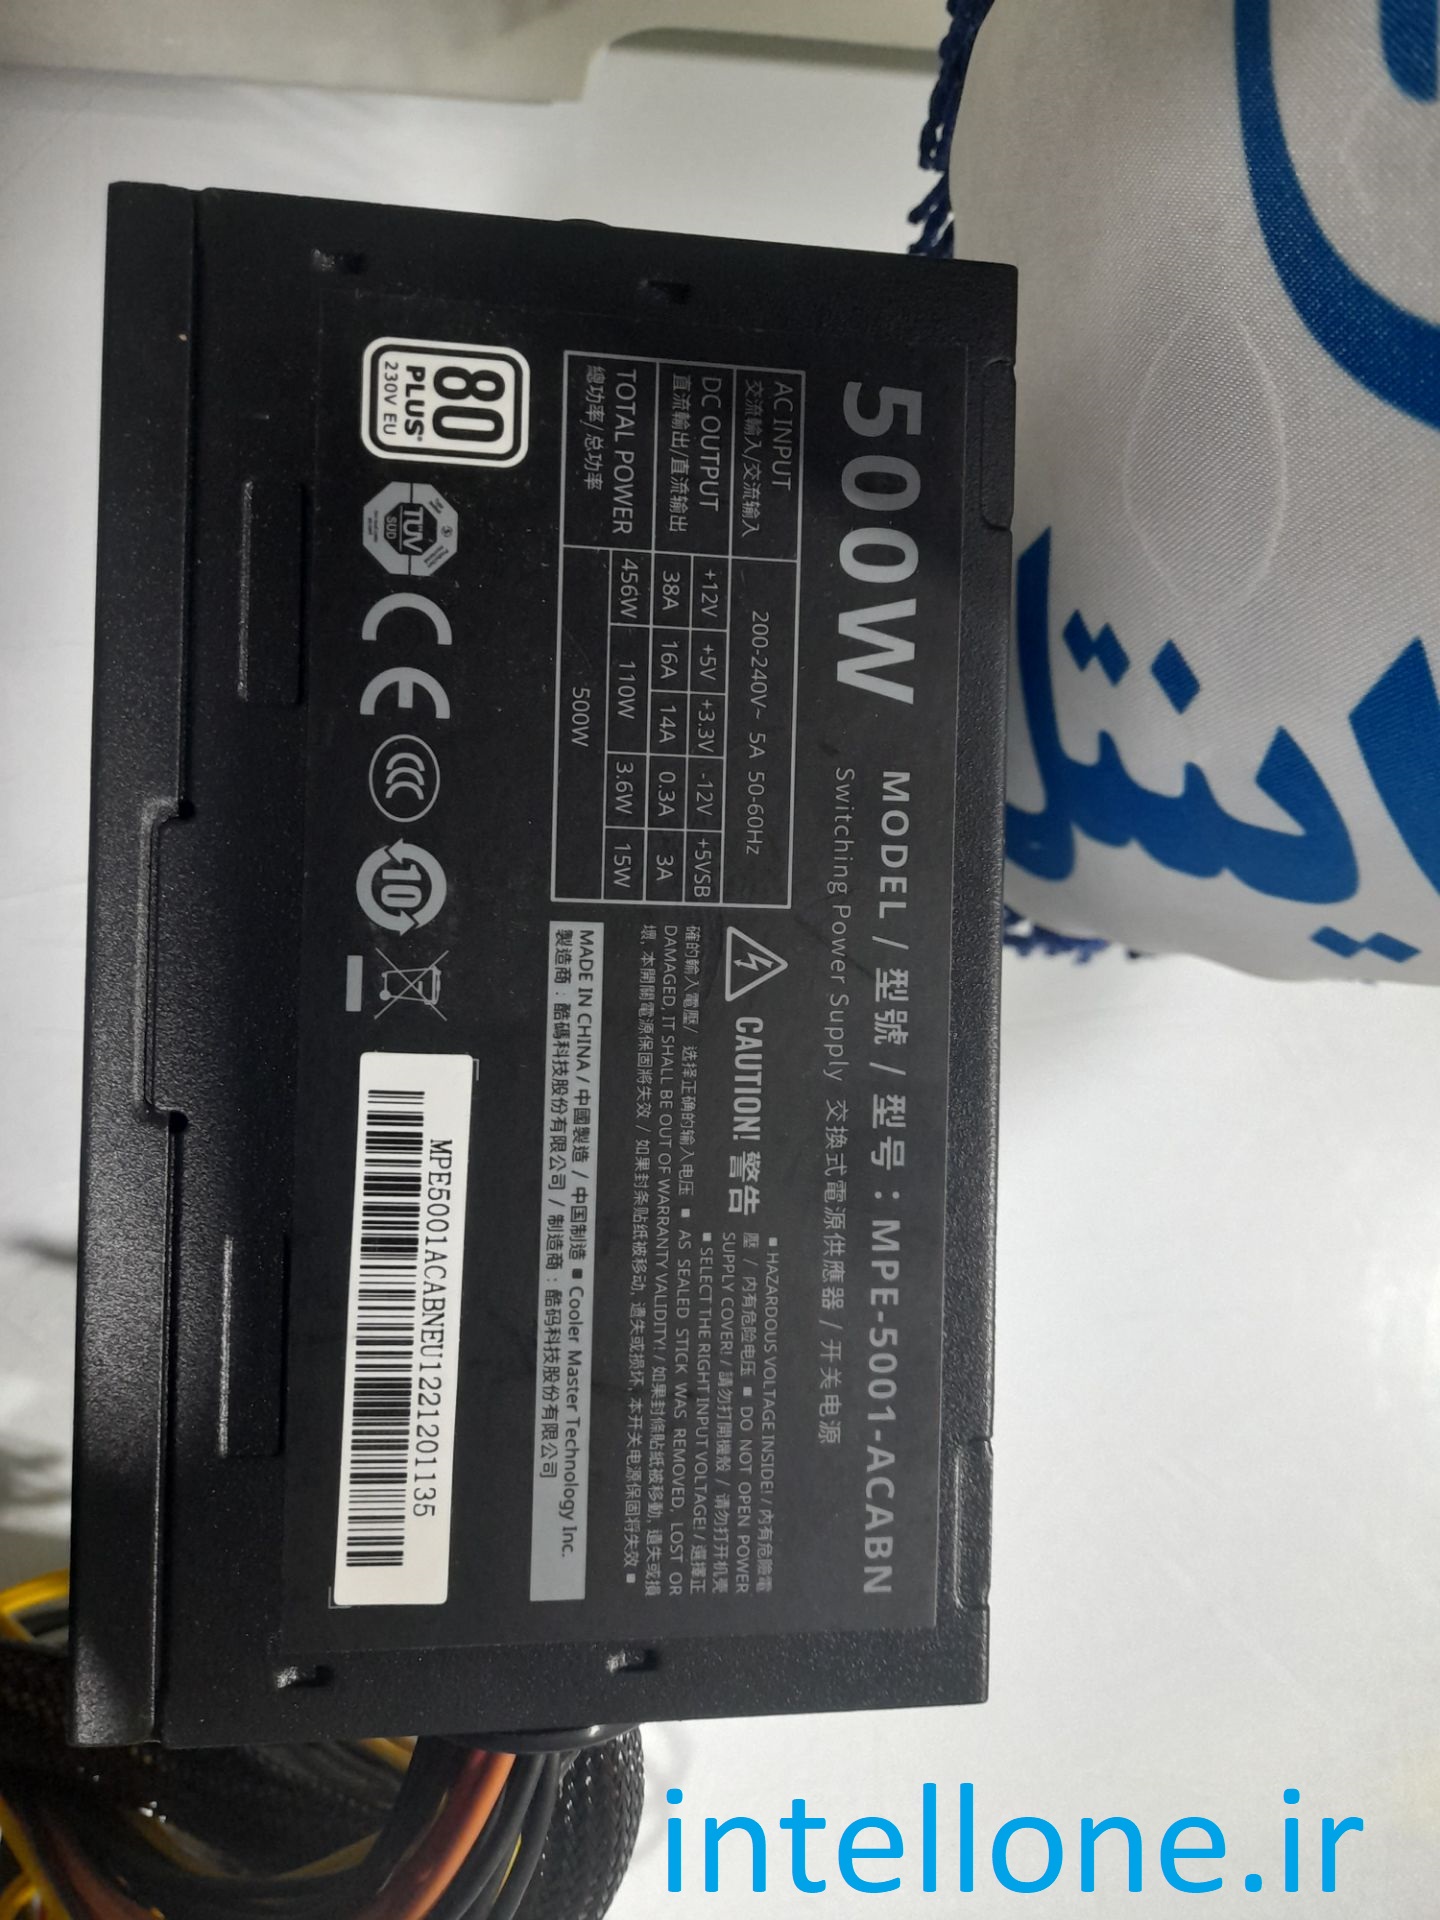 500W
MODEL / 型號 / 型号：MPE-5001-ACABN
Switching Power Supply 交換式電源供應器 / 开关电源
AC INPUT
交流輸入/交流输入
200-240V~ 5A 50-60Hz
DC OUTPUT
直流輸出/直流输出
+12V +5V +3.3V -12V +5VSB
38A 16A 14A 0.3A 3A
TOTAL POWER
總功率/总功率
456W 110W 3.6W 15W
500W
CAUTION! 警告
■ HAZARDOUS VOLTAGE INSIDE! / 內有危險電
壓 / 内有危险电压 ■ DO NOT OPEN POWER
SUPPLY COVER! / 請勿打開機殼 / 请勿打开机壳
■ SELECT THE RIGHT INPUT VOLTAGE! / 選擇正
確的輸入電壓/ 选择正确的输入电压 ■ AS SEALED STICK WAS REMOVED, LOST OR
DAMAGED, IT SHALL BE OUT OF WARRANTY VALIDITY! / 如果封條貼紙被移動, 遺失或損
壞, 本開關電源保固將失效 / 如果封条贴纸被移动, 遗失或损坏, 本开关电源保固将失效 ■
MADE IN CHINA / 中國製造 / 中国制造 ■ Cooler Master Technology Inc.
製造商：酷碼科技股份有限公司 / 制造商：酷码科技股份有限公司
80
PLUS®
230V EU
TÜV
SÜD
CE
CCC
10
MPE5001ACABNEU1221201135
intellone.ir